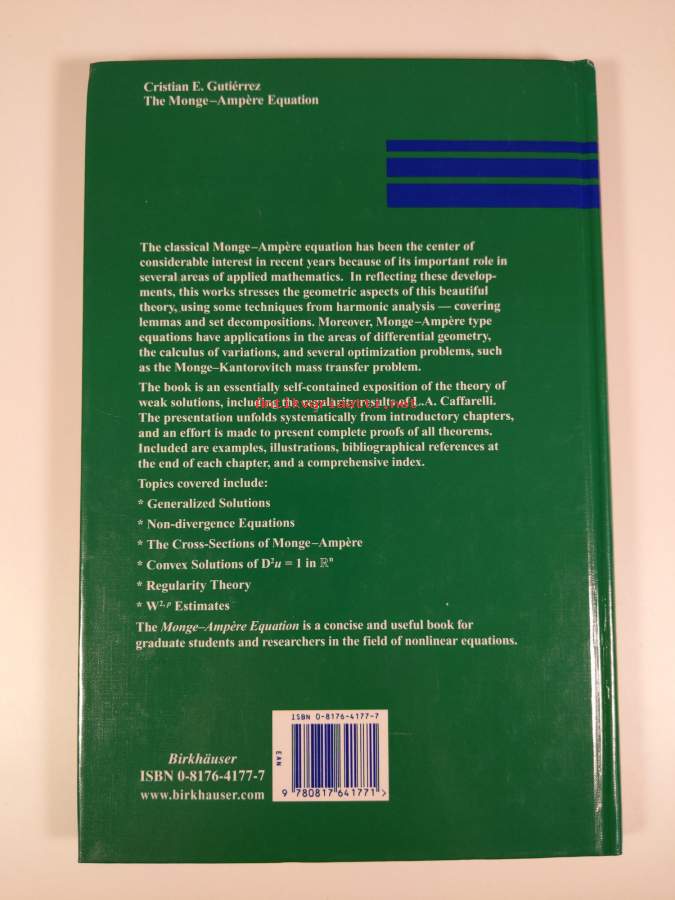 Cristian E. Gutiérrez
The Monge–Ampère Equation
The classical Monge–Ampère equation has been the center of
considerable interest in recent years because of its important role in
several areas of applied mathematics. In reflecting these develop-
ments, this works stresses the geometric aspects of this beautiful
theory, using some techniques from harmonic analysis — covering
lemmas and set decompositions. Moreover, Monge–Ampère type
equations have applications in the areas of differential geometry,
the calculus of variations, and several optimization problems, such
as the Monge–Kantorovitch mass transfer problem.
The book is an essentially self-contained exposition of the theory of
weak solutions, including the regularity results of L.A. Caffarelli.
The presentation unfolds systematically from introductory chapters,
and an effort is made to present complete proofs of all theorems.
Included are examples, illustrations, bibliographical references at
the end of each chapter, and a comprehensive index.
Topics covered include:
* Generalized Solutions
* Non-divergence Equations
* The Cross-Sections of Monge–Ampère
* Convex Solutions of D²u = 1 in ℝⁿ
* Regularity Theory
* W²,ᵖ Estimates
The Monge–Ampère Equation is a concise and useful book for
graduate students and researchers in the field of nonlinear equations.
Birkhäuser
ISBN 0-8176-4177-7
www.birkhauser.com
ISBN 0-8176-4177-7
EAN
9 780817 641771 >